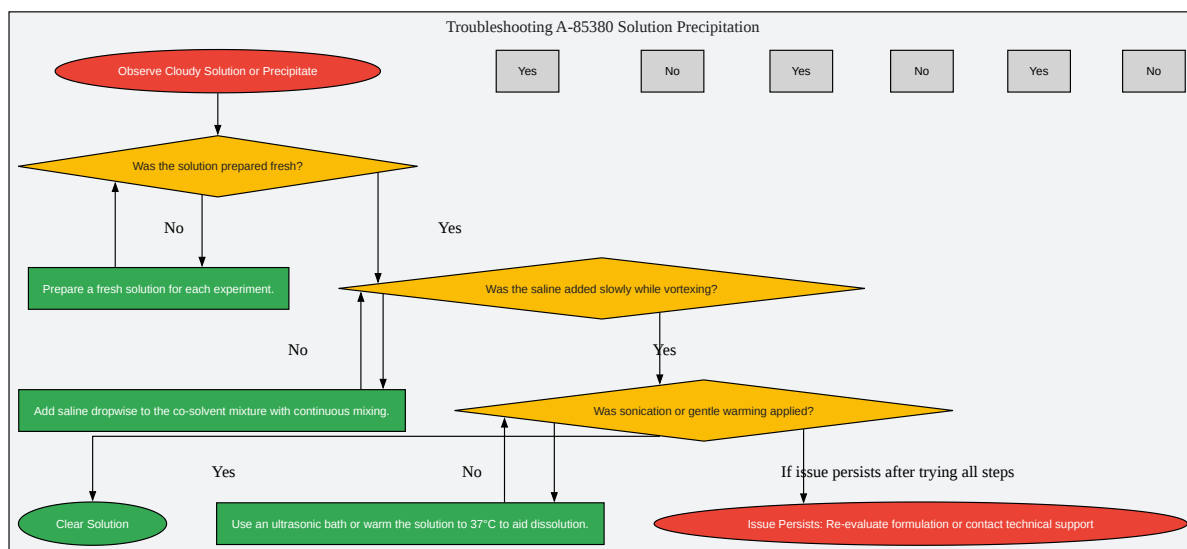 Troubleshooting A-85380 Solution Precipitation
Observe Cloudy Solution or Precipitate
Yes
No
Yes
No
Yes
No
Was the solution prepared fresh?
No
Yes
Prepare a fresh solution for each experiment.
Was the saline added slowly while vortexing?
No
Yes
Add saline dropwise to the co-solvent mixture with continuous mixing.
Was sonication or gentle warming applied?
Yes
No
If issue persists after trying all steps
Clear Solution
Use an ultrasonic bath or warm the solution to 37°C to aid dissolution.
Issue Persists: Re-evaluate formulation or contact technical support